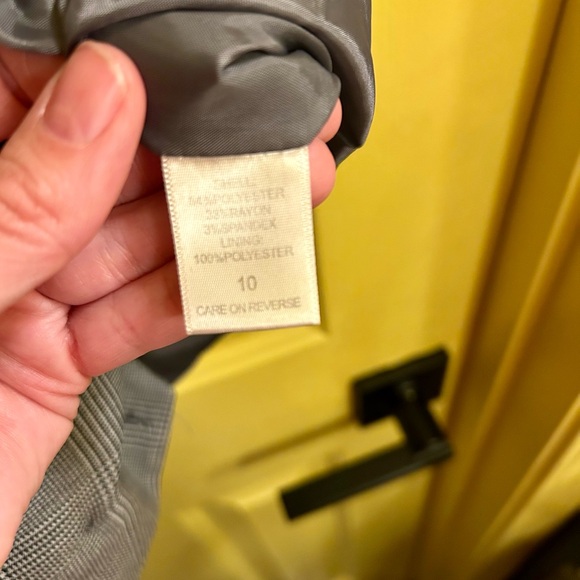 SHELL:
64%POLYESTER
33%RAYON
3%SPANDEX
LINING:
100%POLYESTER
10
CARE ON REVERSE